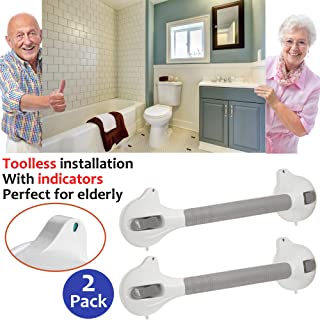 Toolless installation
With indicators
Perfect for elderly
2
Pack